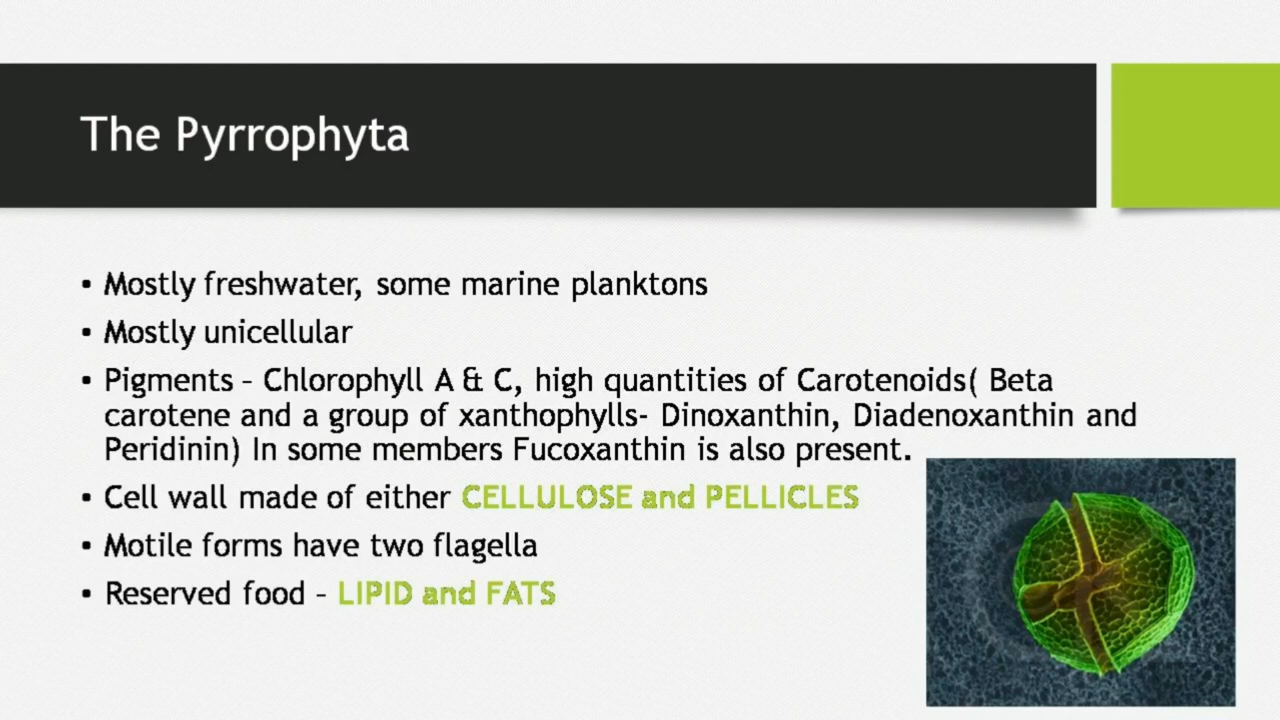 The Pyrrophyta
• Mostly freshwater, some marine planktons
• Mostly unicellular
• Pigments – Chlorophyll A & C, high quantities of Carotenoids( Beta
carotene and a group of xanthophylls- Dinoxanthin, Diadenoxanthin and
Peridinin) In some members Fucoxanthin is also present.
• Cell wall made of either CELLULOSE and PELLICLES
• Motile forms have two flagella
• Reserved food – LIPID and FATS